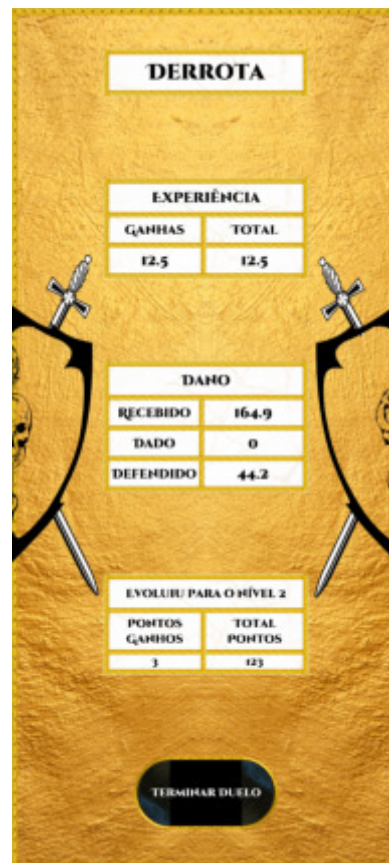 DERROTA
EXPERIÊNCIA
GANHAS TOTAL
12.5 12.5
DANO
RECEBIDO 164.9
DADO 0
DEFENDIDO 44.2
EVOLUIU PARA O NÍVEL 2
PONTOS GANHOS TOTAL PONTOS
3 123
TERMINAR DUELO